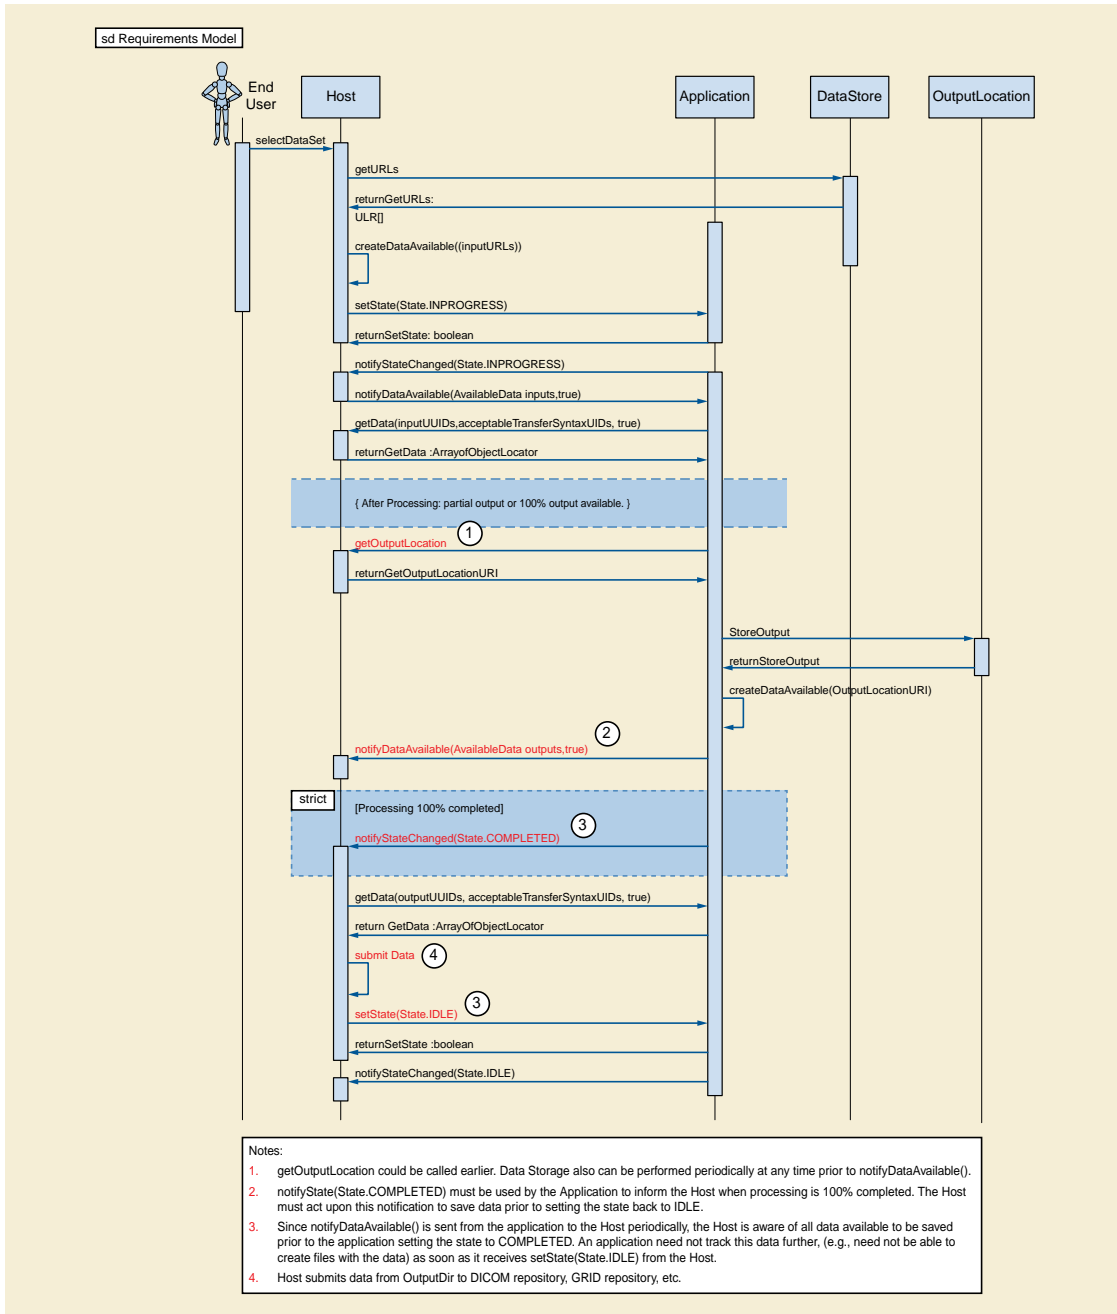 sd Requirements Model
End
User
Host
Application
DataStore
OutputLocation
selectDataSet
getURLs
returnGetURLs:
ULR[]
createDataAvailable((inputURLs))
setState(State.INPROGRESS)
returnSetState: boolean
notifyStateChanged(State.INPROGRESS)
notifyDataAvailable(AvailableData inputs,true)
getData(inputUUIDs,acceptableTransferSyntaxUIDs, true)
returnGetData :ArrayofObjectLocator
{ After Processing: partial output or 100% output available. }
1
getOutputLocation
returnGetOutputLocationURI
StoreOutput
returnStoreOutput
createDataAvailable(OutputLocationURI)
2
notifyDataAvailable(AvailableData outputs,true)
strict
[Processing 100% completed]
3
notifyStateChanged(State.COMPLETED)
getData(outputUUIDs, acceptableTransferSyntaxUIDs, true)
return GetData :ArrayOfObjectLocator
submit Data
4
3
setState(State.IDLE)
returnSetState :boolean
notifyStateChanged(State.IDLE)
Notes:
1. getOutputLocation could be called earlier. Data Storage also can be performed periodically at any time prior to notifyDataAvailable().
2. notifyState(State.COMPLETED) must be used by the Application to inform the Host when processing is 100% completed. The Host
must act upon this notification to save data prior to setting the state back to IDLE.
3. Since notifyDataAvailable() is sent from the application to the Host periodically, the Host is aware of all data available to be saved
prior to the application setting the state to COMPLETED. An application need not track this data further, (e.g., need not be able to
create files with the data) as soon as it receives setState(State.IDLE) from the Host.
4. Host submits data from OutputDir to DICOM repository, GRID repository, etc.